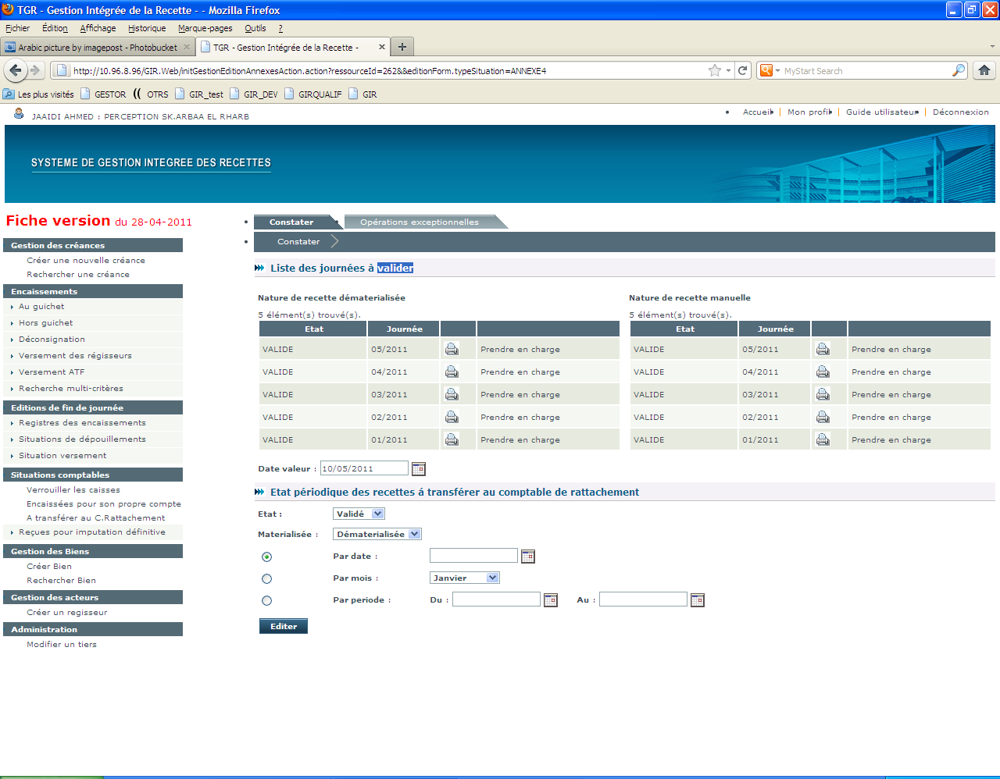 TGR - Gestion Intégrée de la Recette - - Mozilla Firefox
Fichier Édition Affichage Historique Marque-pages Outils ?
Arabic picture by imagepost - Photobucket TGR - Gestion Intégrée de la Recette -
http://10.96.8.96/GIR.Web/initGestionEditionAnnexesAction.action?ressourceId=262&&editionForm.typeSituation=ANNEXE4 MyStart Search
Les plus visités GESTOR OTRS GIR_test GIR_DEV GIRQUALIF GIR
JAAIDI AHMED : PERCEPTION SK.ARBAA EL RHARB
Accueil Mon profil Guide utilisateur Déconnexion
SYSTEME DE GESTION INTEGREE DES RECETTES
Fiche version du 28-04-2011
Gestion des créances
Créer une nouvelle créance
Rechercher une créance
Encaissements
Au guichet
Hors guichet
Déconsignation
Versement des régisseurs
Versement ATF
Recherche multi-critères
Editions de fin de journée
Registres des encaissements
Situations de dépouillements
Situation versement
Situations comptables
Verrouiller les caisses
Encaissées pour son propre compte
A transférer au C.Rattachement
Reçues pour imputation définitive
Gestion des Biens
Créer Bien
Rechercher Bien
Gestion des acteurs
Créer un regisseur
Administration
Modifier un tiers
Constater Opérations exceptionnelles
Constater
Liste des journées à valider
Nature de recette dématerialisée
5 élément(s) trouvé(s).
Etat Journée
VALIDE 05/2011 Prendre en charge
VALIDE 04/2011 Prendre en charge
VALIDE 03/2011 Prendre en charge
VALIDE 02/2011 Prendre en charge
VALIDE 01/2011 Prendre en charge
Nature de recette manuelle
5 élément(s) trouvé(s).
Etat Journée
VALIDE 05/2011 Prendre en charge
VALIDE 04/2011 Prendre en charge
VALIDE 03/2011 Prendre en charge
VALIDE 02/2011 Prendre en charge
VALIDE 01/2011 Prendre en charge
Date valeur : 10/05/2011
Etat périodique des recettes á transférer au comptable de rattachement
Etat : Validé
Materialisée : Dématerialisée
Par date :
Par mois : Janvier
Par periode : Du : Au :
Editer